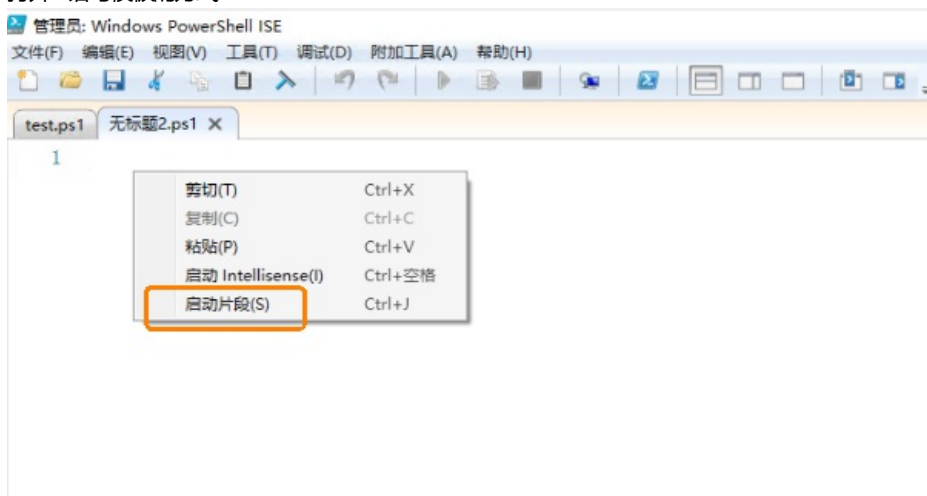 管理员: Windows PowerShell ISE
文件(F) 编辑(E) 视图(V) 工具(T) 调试(D) 附加工具(A) 帮助(H)
test.ps1 无标题2.ps1
1
剪切(T) Ctrl+X
复制(C) Ctrl+C
粘贴(P) Ctrl+V
启动 Intellisense(I) Ctrl+空格
启动片段(S) Ctrl+J